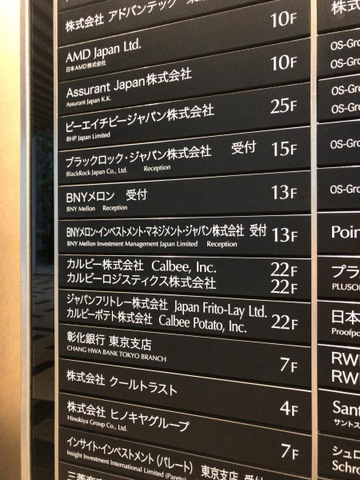 株式会社 アドバンテッ
10F
AMD Japan Ltd.
日本AMD株式会社
10F
Assurant Japan株式会社
Assurant Japan K.K.
10F
ビーエイチピージャパン株式会社
BHP Japan Limited
25F
ブラックロック・ジャパン株式会社 受付
BlackRock Japan Co., Ltd. Reception
15F
BNYメロン 受付
BNY Mellon Reception
13F
BNYメロン・インベストメント・マネジメント・ジャパン株式会社 受付
BNY Mellon Investment Management Japan Limited Reception
13F
カルビー株式会社 Calbee, Inc. 22F
カルビーロジスティクス株式会社 22F
ジャパンフリトレー株式会社 Japan Frito-Lay Ltd.
カルビーポテト株式会社 Calbee Potato, Inc.
22F
彰化銀行 東京支店
CHANG HWA BANK TOKYO BRANCH
7F
株式会社 クールトラスト
4F
株式会社 ヒノキヤグループ
Hinokiya Group Co., Ltd.
7F
インサイト・インベストメント(パレート) 東京支店 受付
Insight Investment International Limited (Pareto)
OS-Gro
OS-Gro
OS-Gro
OS-Gro
OS-Gro
Poin
プラ
PLUSO
日本
Proofpo
RW
RW
San
サントス
シュロ
Schro